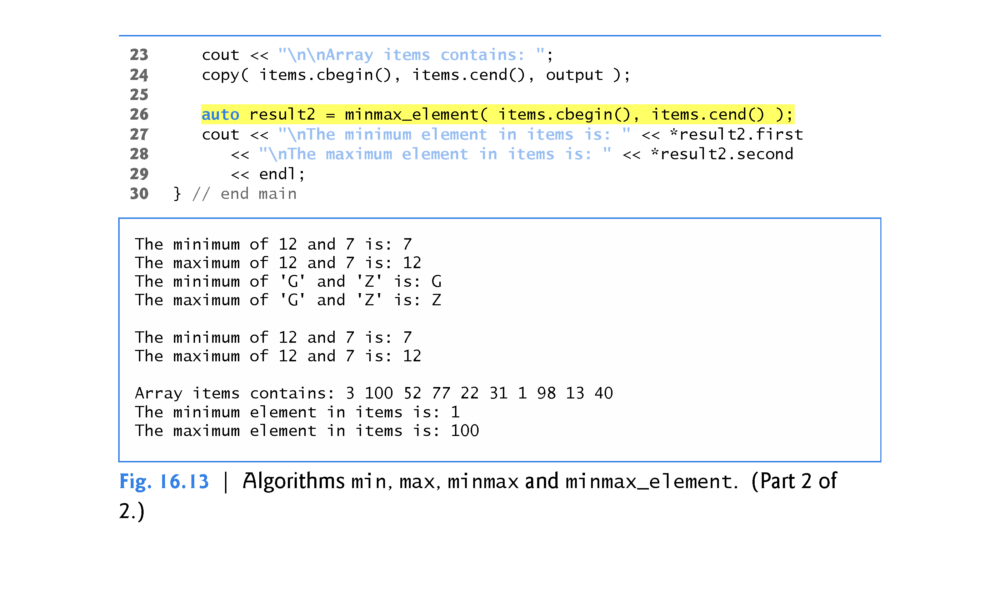 23 cout << "\n\nArray items contains: ";
24 copy( items.cbegin(), items.cend(), output );
25
26 auto result2 = minmax_element( items.cbegin(), items.cend() );
27 cout << "\nThe minimum element in items is: " << *result2.first
28 << "\nThe maximum element in items is: " << *result2.second
29 << endl;
30 } // end main
The minimum of 12 and 7 is: 7
The maximum of 12 and 7 is: 12
The minimum of 'G' and 'Z' is: G
The maximum of 'G' and 'Z' is: Z
The minimum of 12 and 7 is: 7
The maximum of 12 and 7 is: 12
Array items contains: 3 100 52 77 22 31 1 98 13 40
The minimum element in items is: 1
The maximum element in items is: 100
Fig. 16.13 | Algorithms min, max, minmax and minmax_element. (Part 2 of
2.)